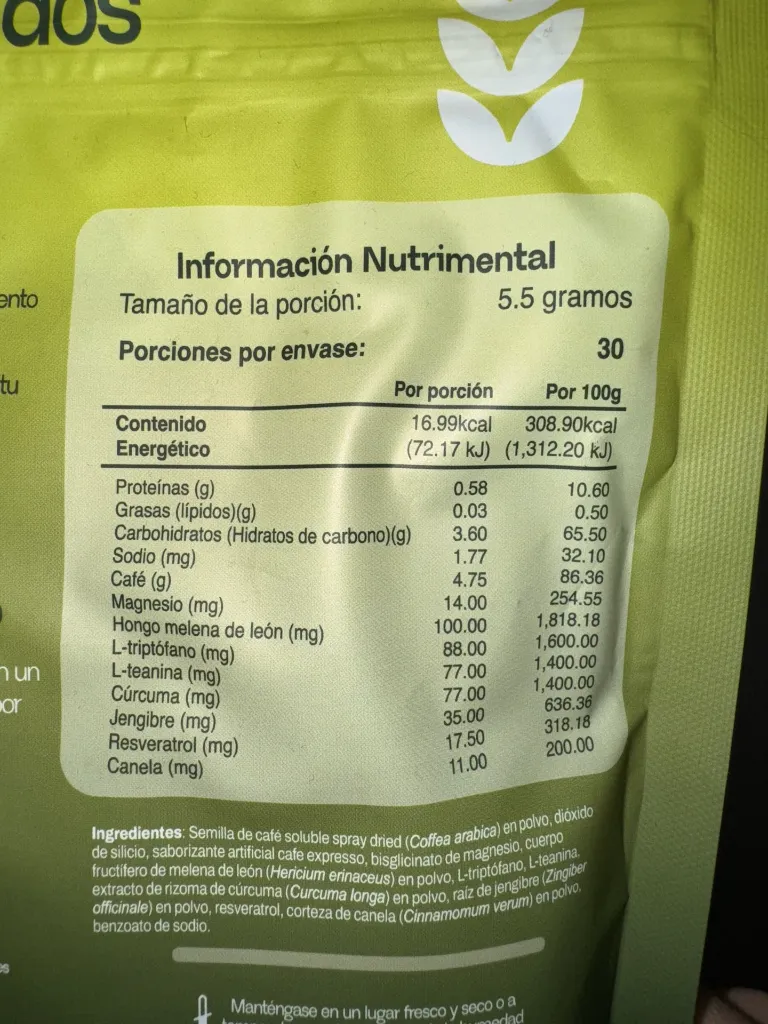 dos
ento
tu
n un
por
Información Nutrimental
Tamaño de la porción: 5.5 gramos
Porciones por envase: 30
Por porción Por 100g
Contenido 16.99kcal 308.90kcal
Energético (72.17 kJ) (1,312.20 kJ)
Proteínas (g) 0.58 10.60
Grasas (lípidos)(g) 0.03 0.50
Carbohidratos (Hidratos de carbono)(g) 3.60 65.50
Sodio (mg) 1.77 32.10
Café (g) 4.75 86.36
Magnesio (mg) 14.00 254.55
Hongo melena de león (mg) 100.00 1,818.18
L-triptófano (mg) 88.00 1,600.00
L-teanina (mg) 77.00 1,400.00
Cúrcuma (mg) 77.00 1,400.00
Jengibre (mg) 35.00 636.36
Resveratrol (mg) 17.50 318.18
Canela (mg) 11.00 200.00
Ingredientes: Semilla de café soluble spray dried (Coffea arabica) en polvo, dióxido
de silicio, saborizante artificial cafe expresso, bisglicinato de magnesio, cuerpo
fructífero de melena de león (Hericium erinaceus) en polvo, L-triptófano, L-teanina,
extracto de rizoma de cúrcuma (Curcuma longa) en polvo, raíz de jengibre (Zingiber
officinale) en polvo, resveratrol, corteza de canela (Cinnamomum verum) en polvo,
benzoato de sodio.
Manténgase en un lugar fresco y seco o a